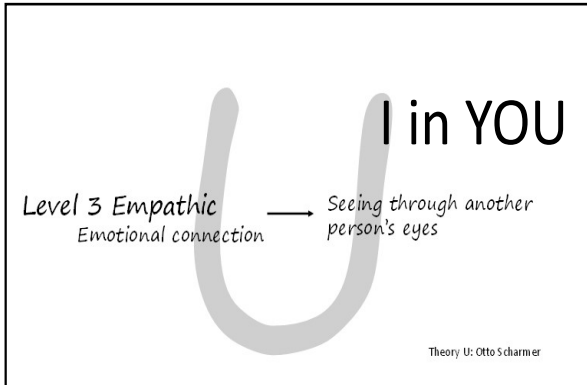 I in YOU
Level 3 Empathic
Emotional connection
Seeing through another
person's eyes
Theory U: Otto Scharmer